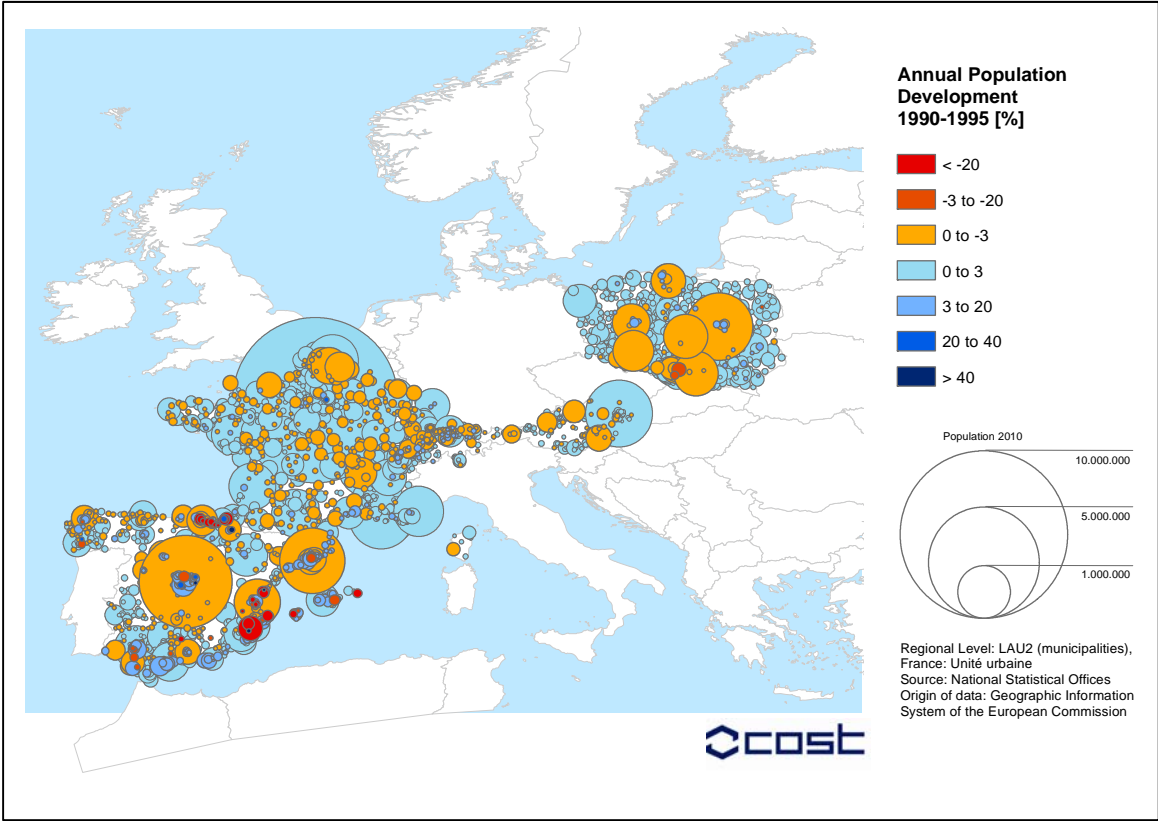 Annual Population
Development
1990-1995 [%]
< -20
-3 to -20
0 to -3
0 to 3
3 to 20
20 to 40
> 40
Population 2010
10.000.000
5.000.000
1.000.000
Regional Level: LAU2 (municipalities),
France: Unité urbaine
Source: National Statistical Offices
Origin of data: Geographic Information
System of the European Commission
cost